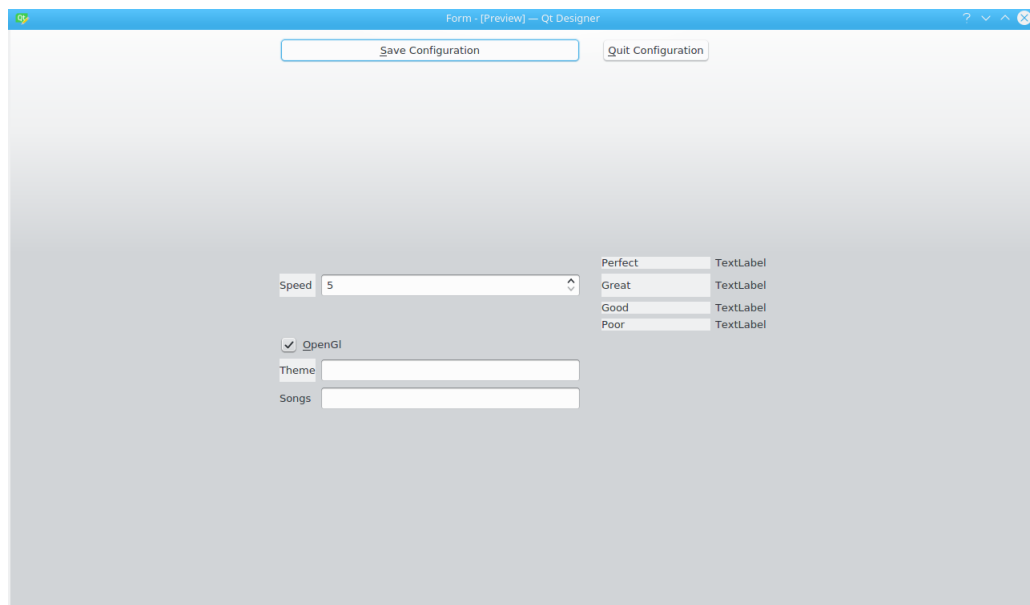 Form - [Preview] — Qt Designer
Save Configuration Quit Configuration
Perfect TextLabel
Speed 5 Great TextLabel
Good TextLabel
Poor TextLabel
OpenGl
Theme
Songs